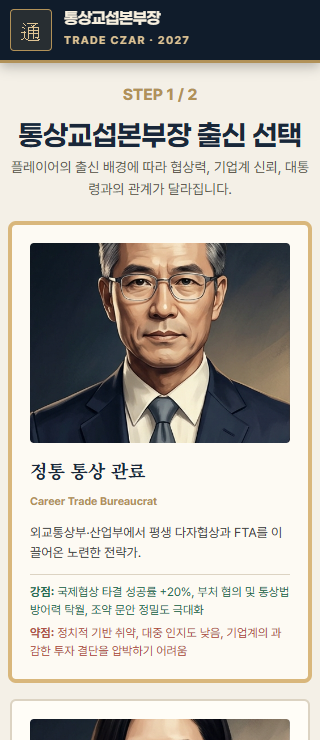 通
통상교섭본부장
TRADE CZAR · 2027
STEP 1 / 2
통상교섭본부장 출신 선택
플레이어의 출신 배경에 따라 협상력, 기업계 신뢰, 대통
령과의 관계가 달라집니다.
정통 통상 관료
Career Trade Bureaucrat
외교통상부·산업부에서 평생 다자협상과 FTA를 이
끌어온 노련한 전략가.
강점: 국제협상 타결 성공률 +20%, 부처 협의 및 통상법
방어력 탁월, 조약 문안 정밀도 극대화
약점: 정치적 기반 취약, 대중 인지도 낮음, 기업계의 과
감한 투자 결단을 압박하기 어려움